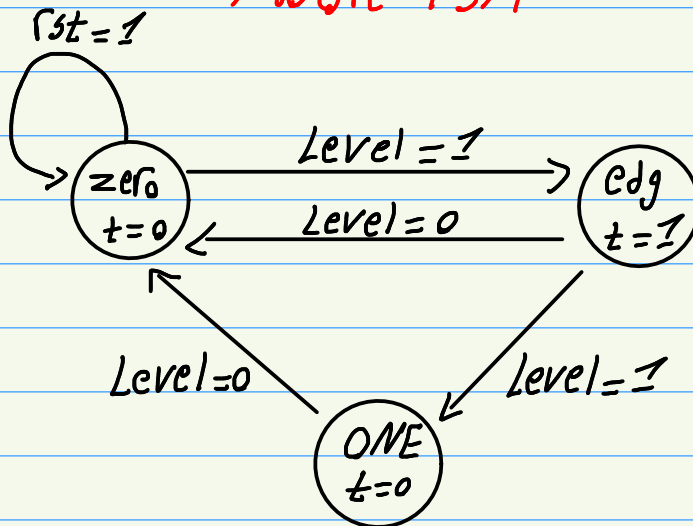 rst=1
Level=1
zero
t=0
edg
t=1
Level=0
Level=0
Level=1
ONE
t=0